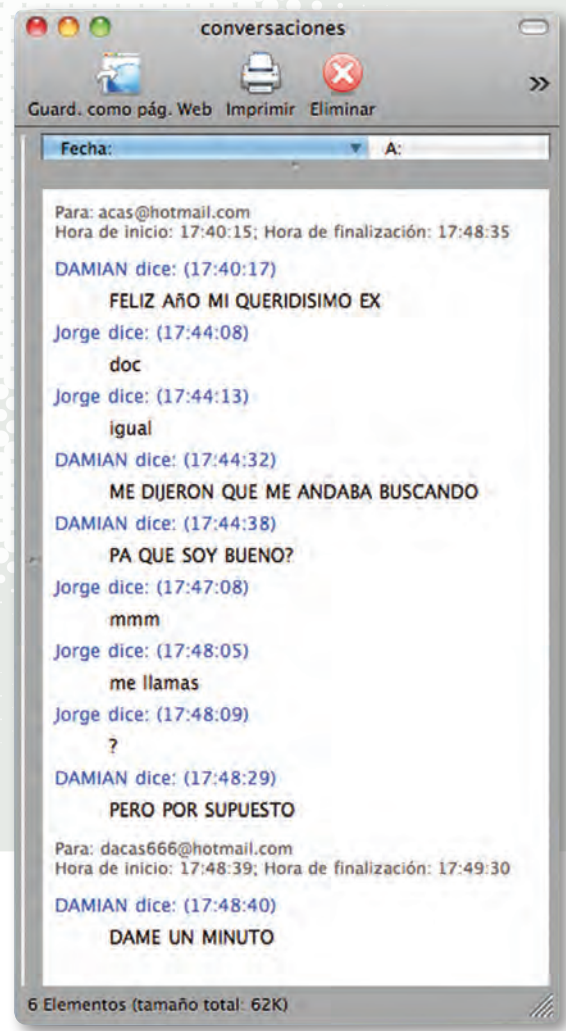 conversaciones
Guard. como pág. Web Imprimir Eliminar »
Fecha: A:
Para: acas@hotmail.com
Hora de inicio: 17:40:15; Hora de finalización: 17:48:35
DAMIAN dice: (17:40:17)
FELIZ AñO MI QUERIDISIMO EX
Jorge dice: (17:44:08)
doc
Jorge dice: (17:44:13)
igual
DAMIAN dice: (17:44:32)
ME DIJERON QUE ME ANDABA BUSCANDO
DAMIAN dice: (17:44:38)
PA QUE SOY BUENO?
Jorge dice: (17:47:08)
mmm
Jorge dice: (17:48:05)
me llamas
Jorge dice: (17:48:09)
?
DAMIAN dice: (17:48:29)
PERO POR SUPUESTO
Para: dacas666@hotmail.com
Hora de inicio: 17:48:39; Hora de finalización: 17:49:30
DAMIAN dice: (17:48:40)
DAME UN MINUTO
6 Elementos (tamaño total: 62K)